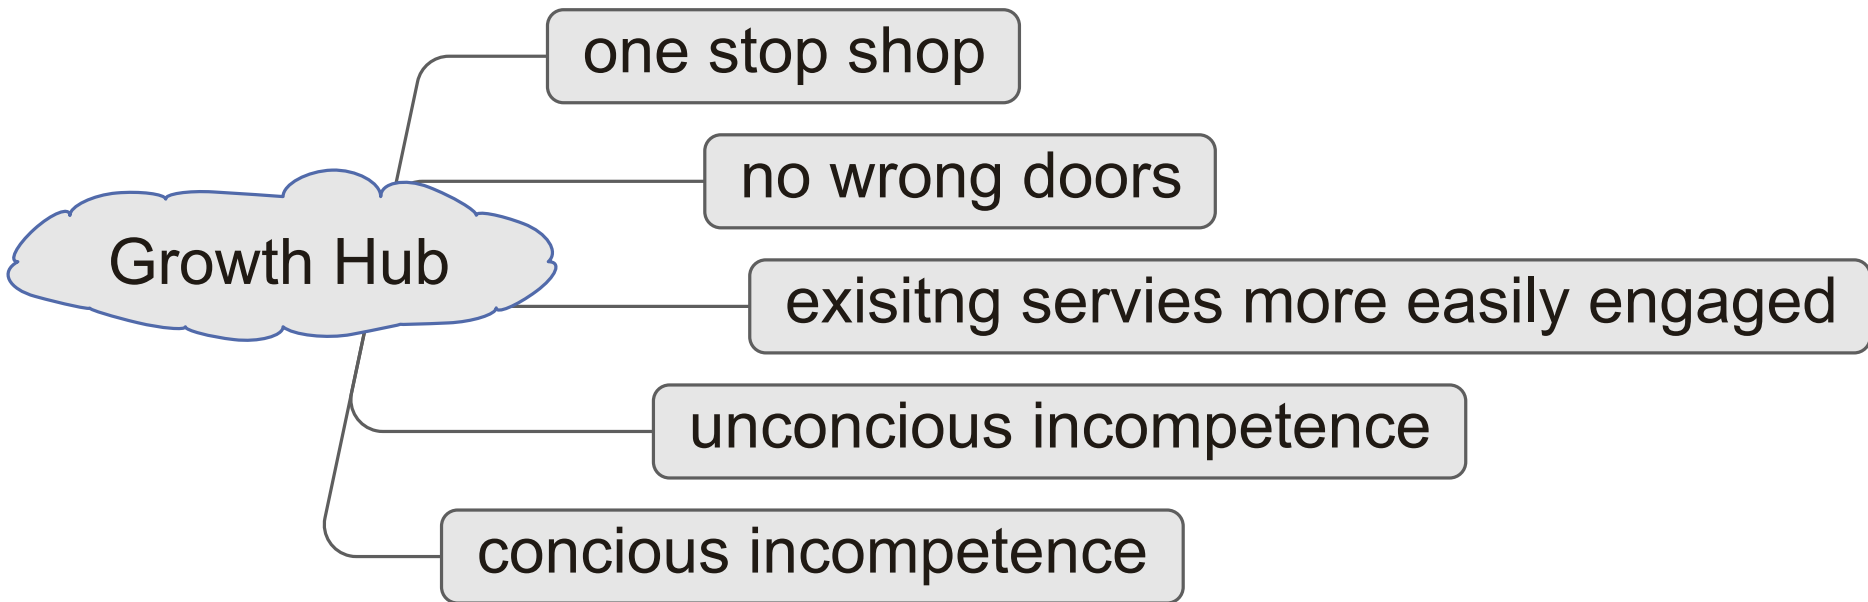 one stop shop
no wrong doors
Growth Hub
exisitng servies more easily engaged
unconcious incompetence
concious incompetence